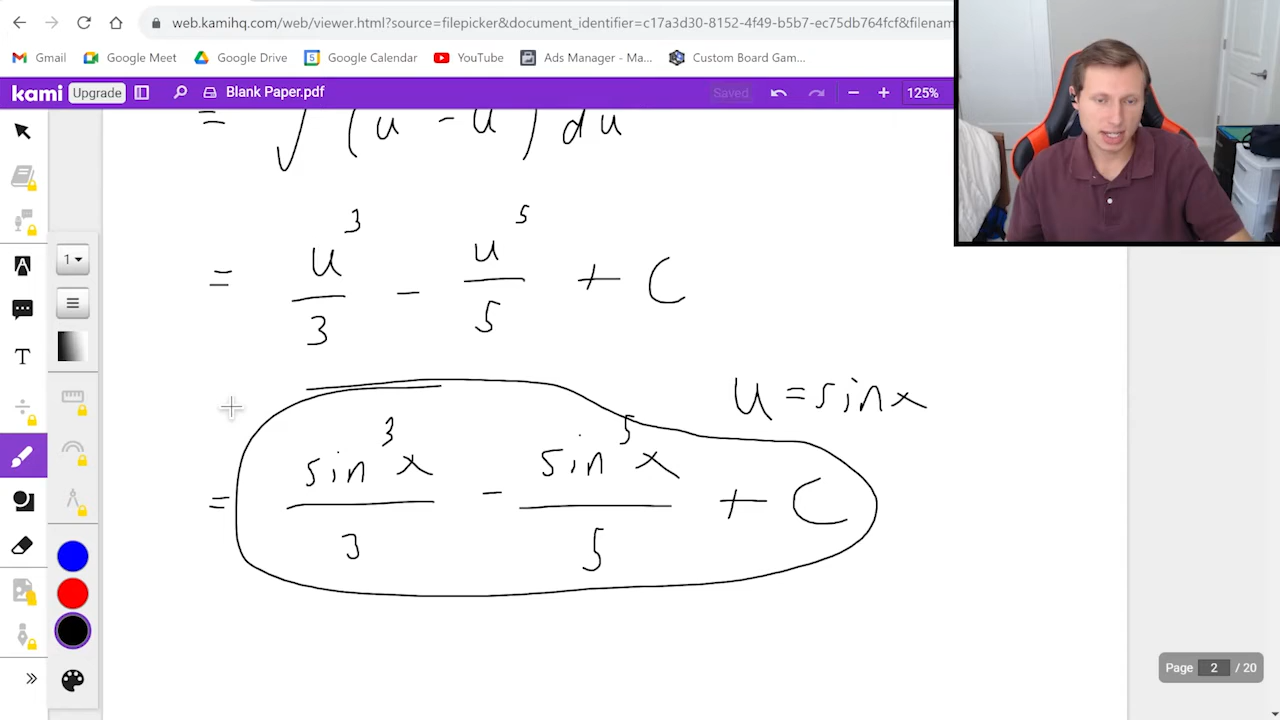 web.kamihq.com/web/viewer.html?source=filepicker&document_identifier=c17a3d30-8152-4f49-b5b7-ec75db764fcf&filenam
Gmail Google Meet Google Drive 5 Google Calendar YouTube Ads Manager - Ma... Custom Board Gam...
kami Upgrade Blank Paper.pdf Saved 125%
= ∫ (u - u ) du
1
= u³/3 - u⁵/5 + C
T
u = sin x
= sin³x/3 - sin⁵x/5 + C
Page 2 / 20